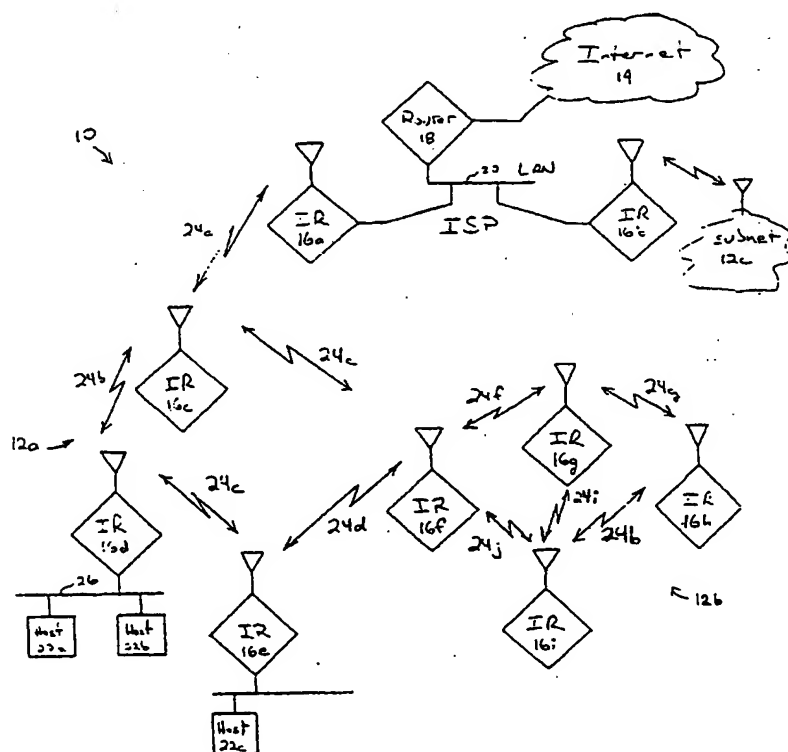 Internet
14
Router
18
10
20
LAN
IR
16a
ISP
IR
24a
subnet
12c
IR
16c
24c
24b
12a
IR
24f
IR
16g
24g
24c
24d
IR
16f
24j
24i
24b
IR
16h
12b
26
Host
Host
22b
IR
16e
IR
16i
Host
22c